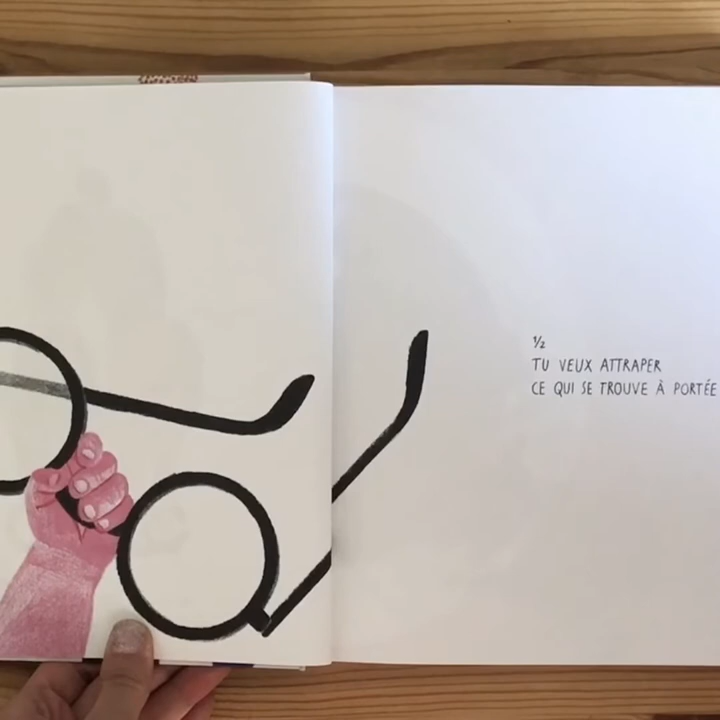 ½
TU VEUX ATTRAPER
CE QUI SE TROUVE À PORTÉE